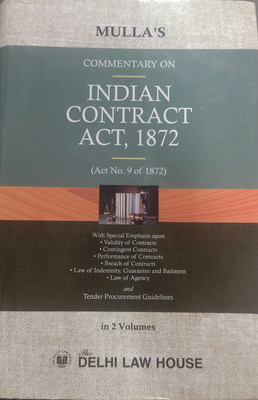 MULLA'S
COMMENTARY ON
INDIAN
CONTRACT
ACT, 1872
(Act No. 9 of 1872)
With Special Emphasis upon
• Validity of Contracts
• Contingent Contracts
• Performance of Contracts
• Breach of Contracts
• Law of Indemnity, Guarantee and Bailment
• Law of Agency
and
Tender Procurement Guidelines
in 2 Volumes
The
DELHI LAW HOUSE